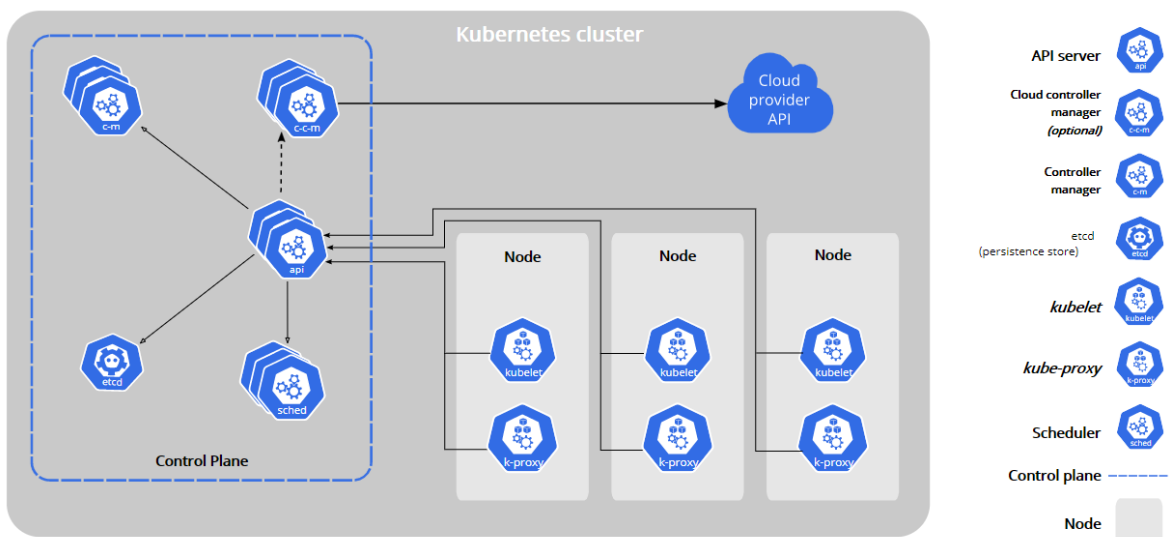 Kubernetes cluster
c-m
c-c-m
Cloud
provider
API
api
etcd
sched
Control Plane
Node
kubelet
k-proxy
Node
kubelet
k-proxy
Node
kubelet
k-proxy
API server
api
Cloud controller
manager
(optional)
c-c-m
Controller
manager
c-m
etcd
(persistence store)
etcd
kubelet
kubelet
kube-proxy
k-proxy
Scheduler
sched
Control plane
Node